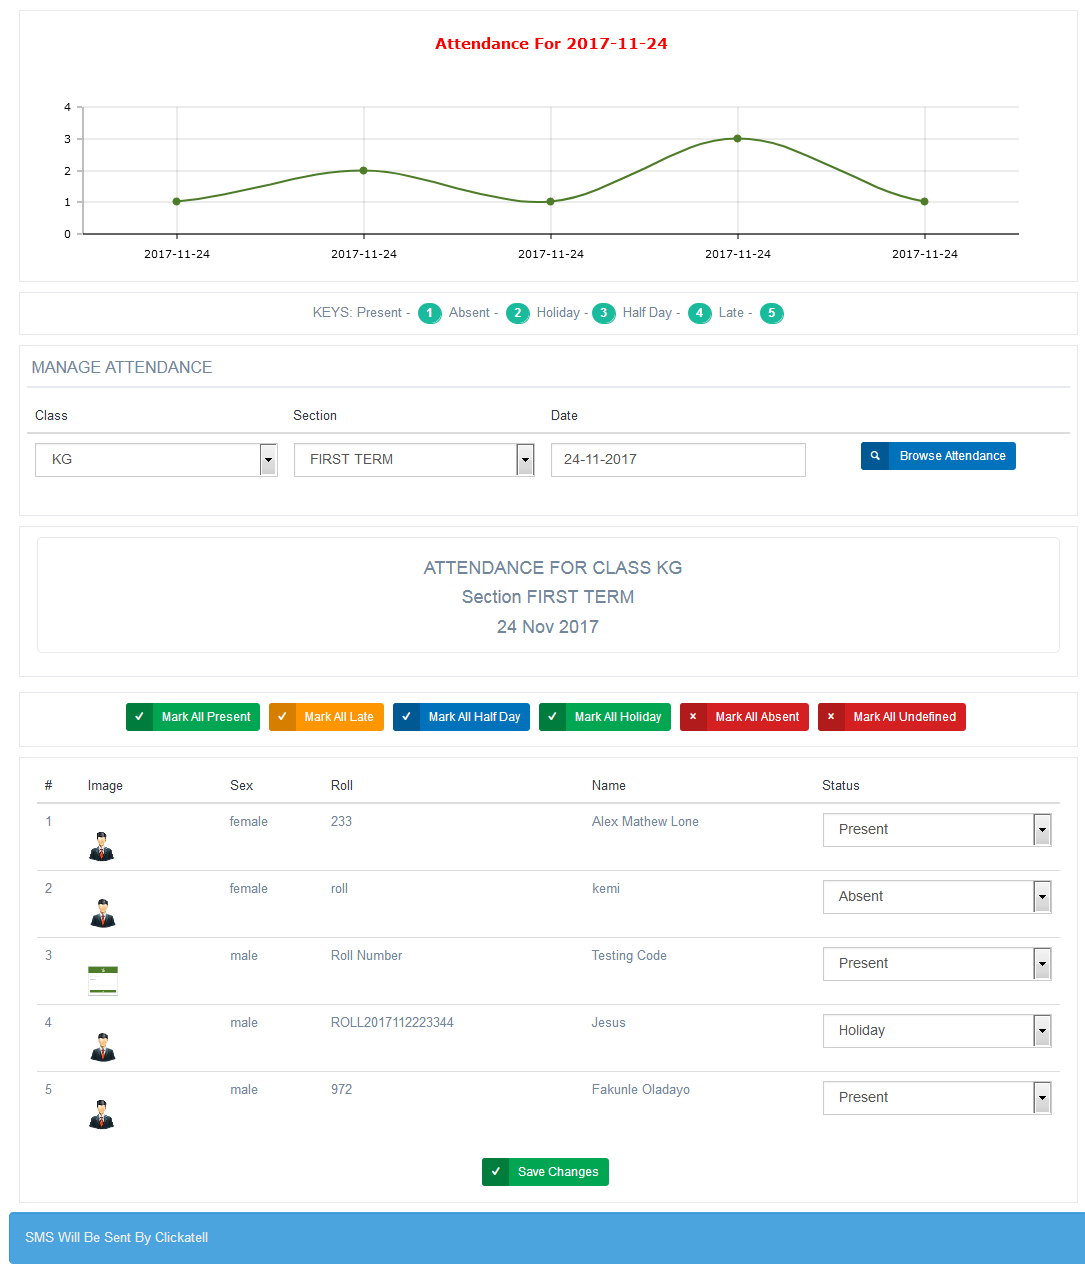 Attendance For 2017-11-24
4
3
2
1
0
2017-11-24 2017-11-24 2017-11-24 2017-11-24 2017-11-24
KEYS: Present - 1 Absent - 2 Holiday - 3 Half Day - 4 Late - 5
MANAGE ATTENDANCE
Class Section Date
KG FIRST TERM 24-11-2017 Browse Attendance
ATTENDANCE FOR CLASS KG
Section FIRST TERM
24 Nov 2017
Mark All Present Mark All Late Mark All Half Day Mark All Holiday Mark All Absent Mark All Undefined
# Image Sex Roll Name Status
1 female 233 Alex Mathew Lone Present
2 female roll kemi Absent
3 male Roll Number Testing Code Present
4 male ROLL2017112223344 Jesus Holiday
5 male 972 Fakunle Oladayo Present
Save Changes
SMS Will Be Sent By Clickatell